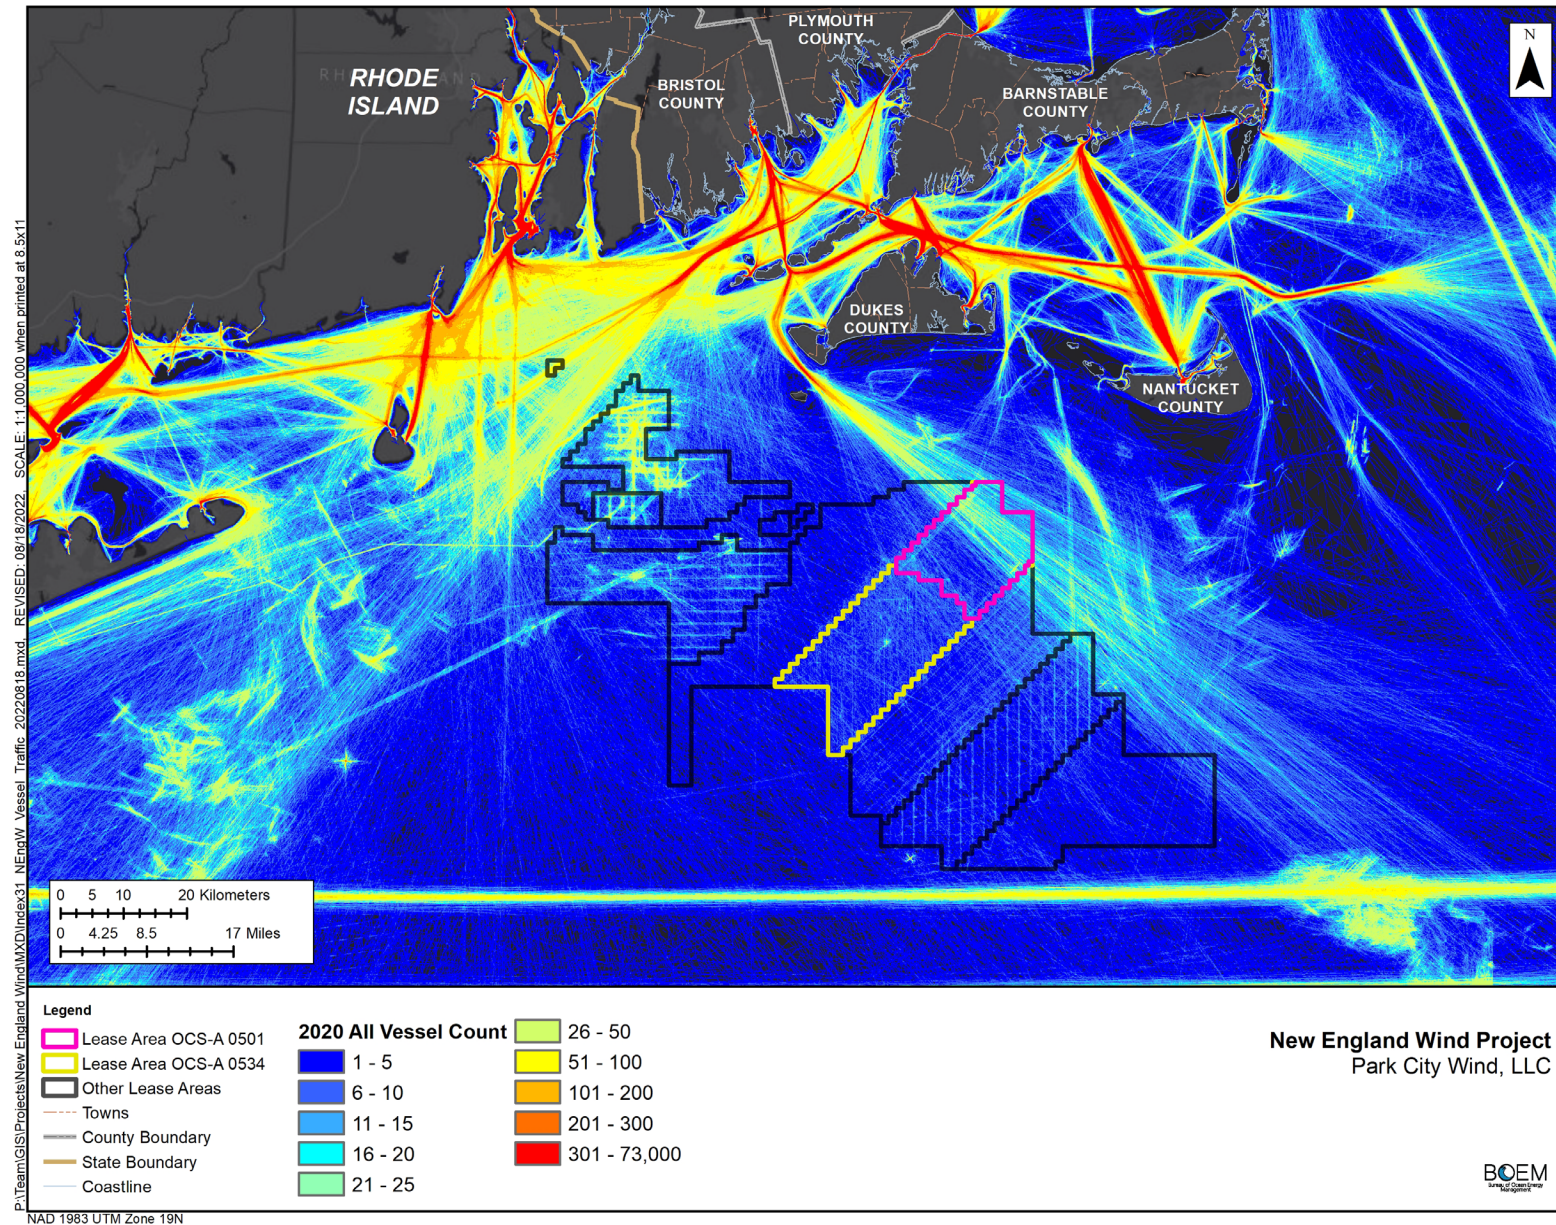 P:\Team\GIS\Projects\New England Wind\MXD\Index31_NEngW_Vessel_Traffic_20220818.mxd, REVISED: 08/18/2022, SCALE: 1:1,000,000 when printed at 8.5x11
N
PLYMOUTH
COUNTY
RHODE
ISLAND
BRISTOL
COUNTY
BARNSTABLE
COUNTY
DUKES
COUNTY
NANTUCKET
COUNTY
0 5 10 20 Kilometers
0 4.25 8.5 17 Miles
Legend
Lease Area OCS-A 0501
Lease Area OCS-A 0534
Other Lease Areas
Towns
County Boundary
State Boundary
Coastline
2020 All Vessel Count
1 - 5
6 - 10
11 - 15
16 - 20
21 - 25
26 - 50
51 - 100
101 - 200
201 - 300
301 - 73,000
New England Wind Project
Park City Wind, LLC
BOEM
Bureau of Ocean Energy
Management
NAD 1983 UTM Zone 19N